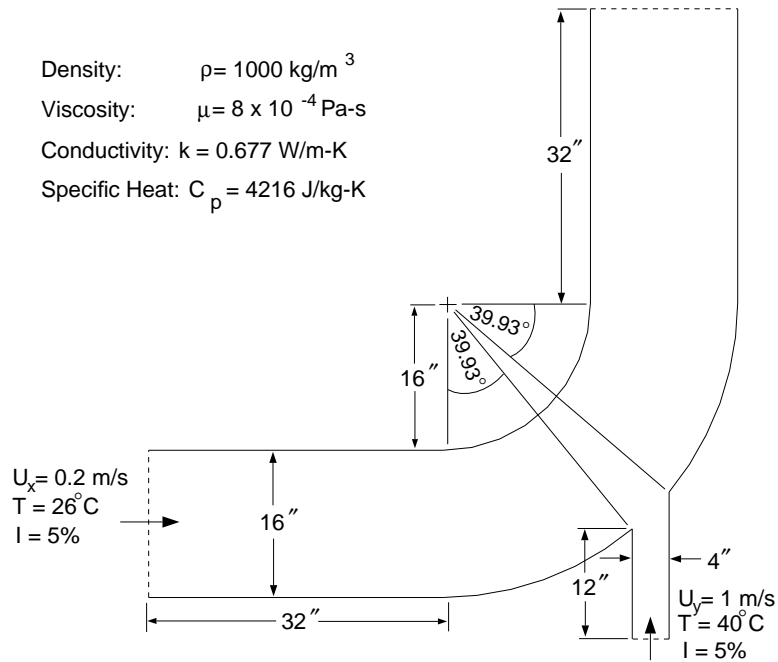 Density: ρ= 1000 kg/m 3
Viscosity: μ= 8 x 10 -4 Pa-s
Conductivity: k = 0.677 W/m-K
Specific Heat: C p = 4216 J/kg-K
32″
39.93°
39.93°
16″
Ux= 0.2 m/s
T = 26°C
I = 5%
16″
32″
12″
4″
Uy= 1 m/s
T = 40°C
I = 5%